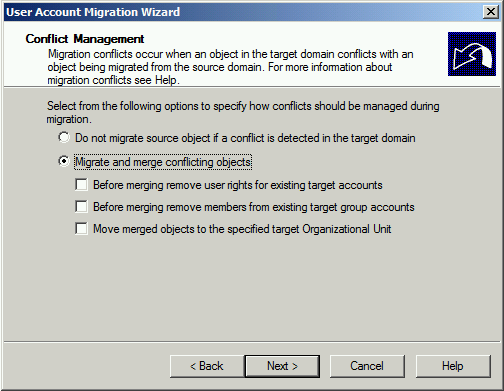 User Account Migration Wizard
Conflict Management
Migration conflicts occur when an object in the target domain conflicts with an
object being migrated from the source domain. For more information about
migration conflicts see Help.
Select from the following options to specify how conflicts should be managed during
migration.
Do not migrate source object if a conflict is detected in the target domain
Migrate and merge conflicting objects
Before merging remove user rights for existing target accounts
Before merging remove members from existing target group accounts
Move merged objects to the specified target Organizational Unit
< Back Next > Cancel Help